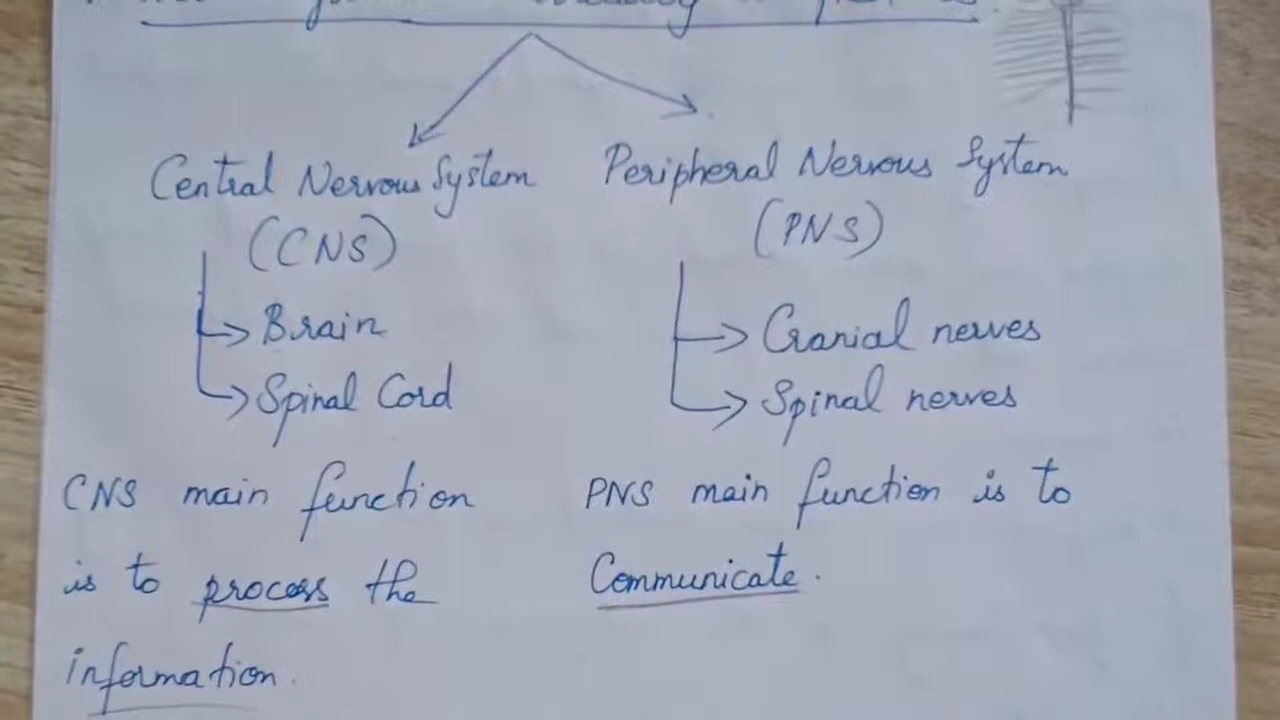 Central Nervous System
(CNS)
Brain
Spinal Cord
CNS main function
is to process the
information.
Peripheral Nervous System
(PNS)
Cranial nerves
Spinal nerves
PNS main function is to
Communicate.